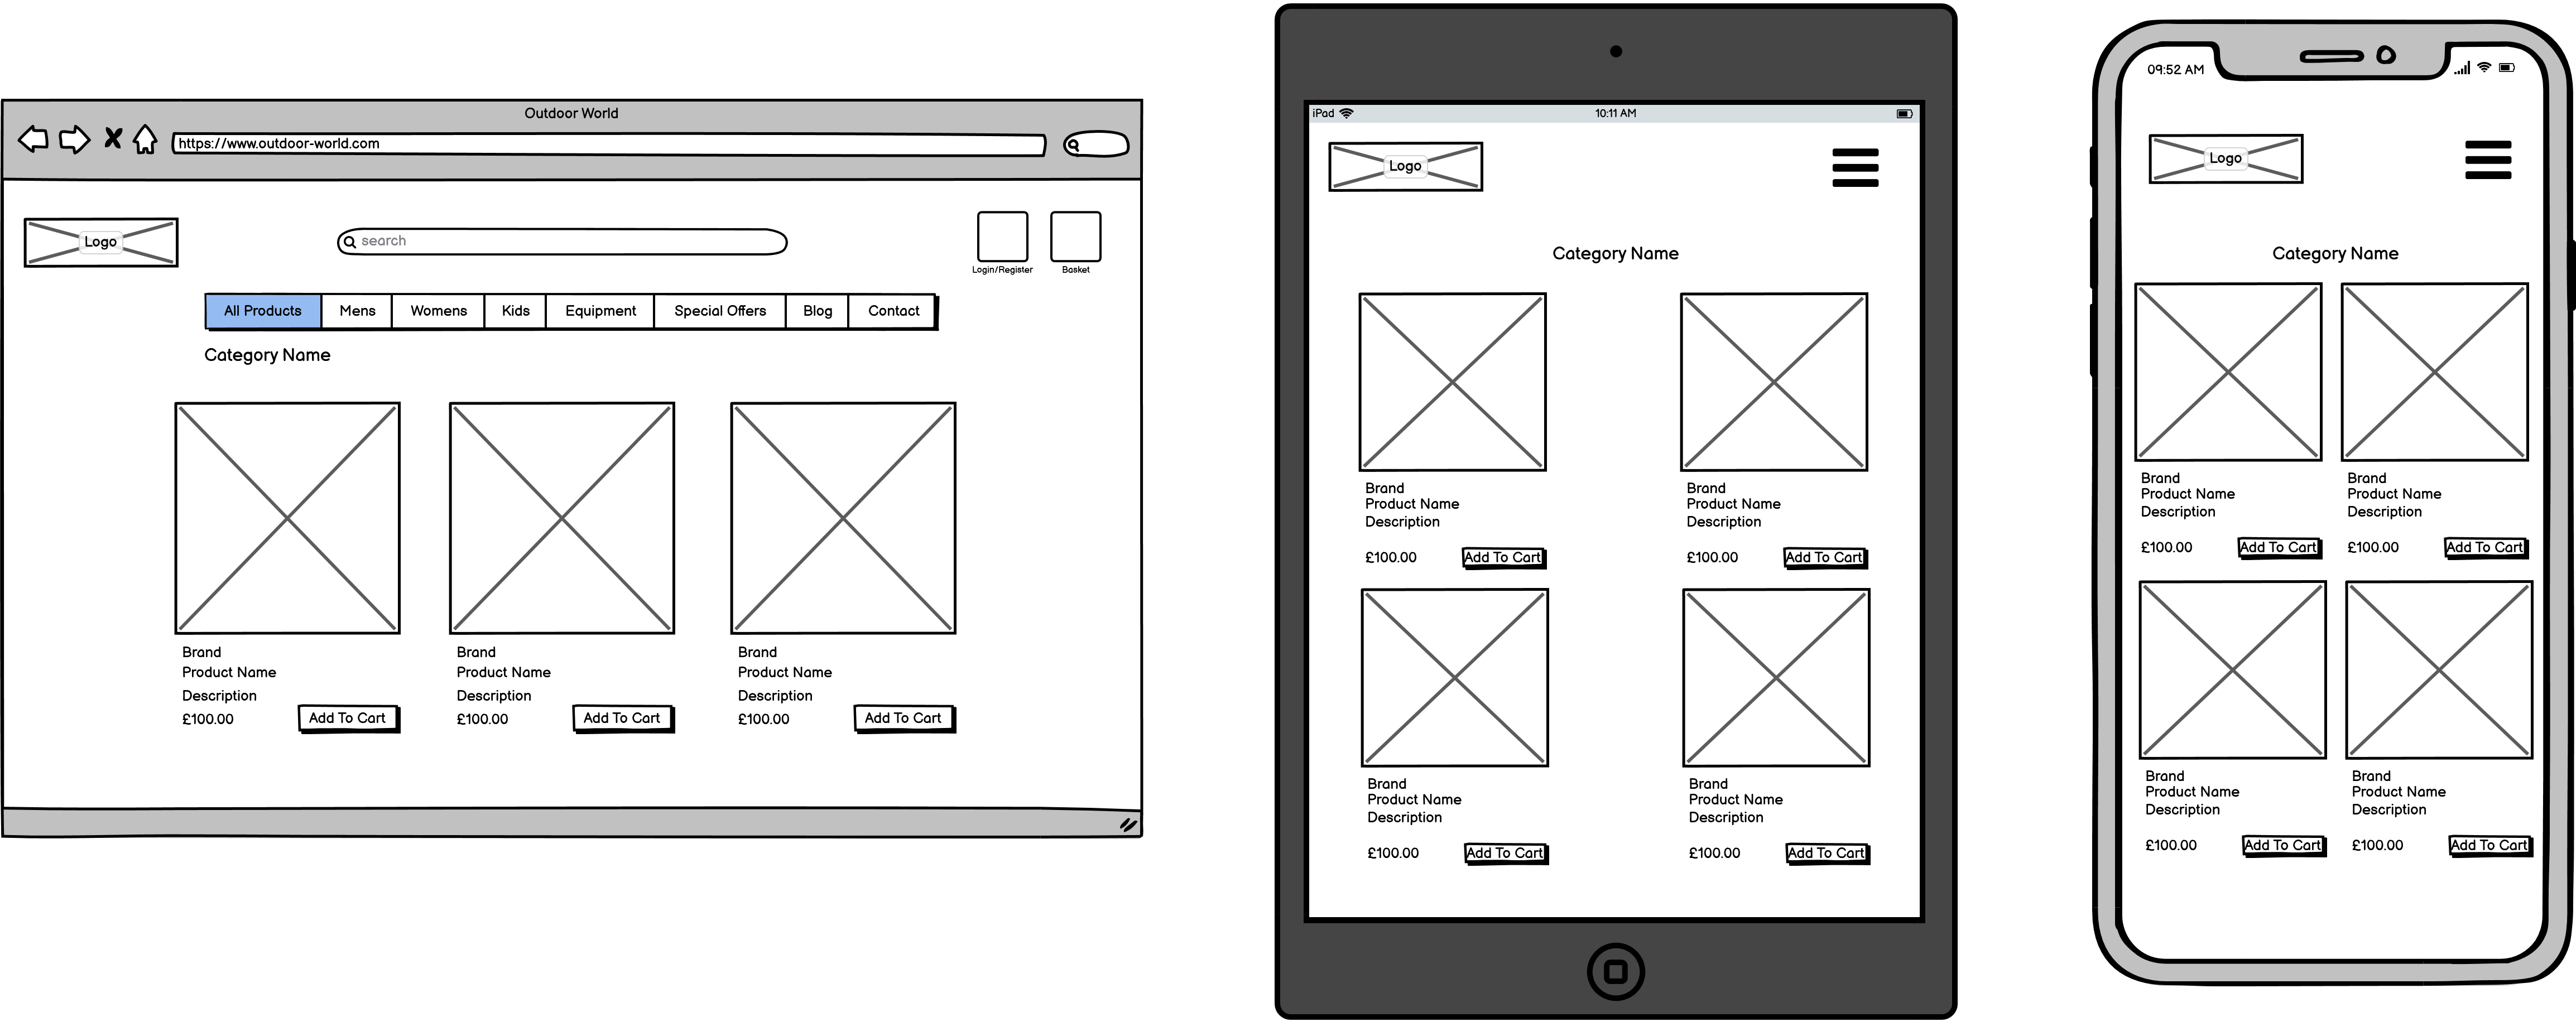 Outdoor World
https://www.outdoor-world.com
Logo
search
Login/Register
Basket
All Products Mens Womens Kids Equipment Special Offers Blog Contact
Category Name
Brand Brand Brand
Product Name Product Name Product Name
Description Description Description
£100.00 Add To Cart £100.00 Add To Cart £100.00 Add To Cart
iPad 10:11 AM
Logo
Category Name
Brand Brand
Product Name Product Name
Description Description
£100.00 Add To Cart £100.00 Add To Cart
Brand Brand
Product Name Product Name
Description Description
£100.00 Add To Cart £100.00 Add To Cart
09:52 AM
Logo
Category Name
Brand Brand
Product Name Product Name
Description Description
£100.00 Add To Cart £100.00 Add To Cart
Brand Brand
Product Name Product Name
Description Description
£100.00 Add To Cart £100.00 Add To Cart